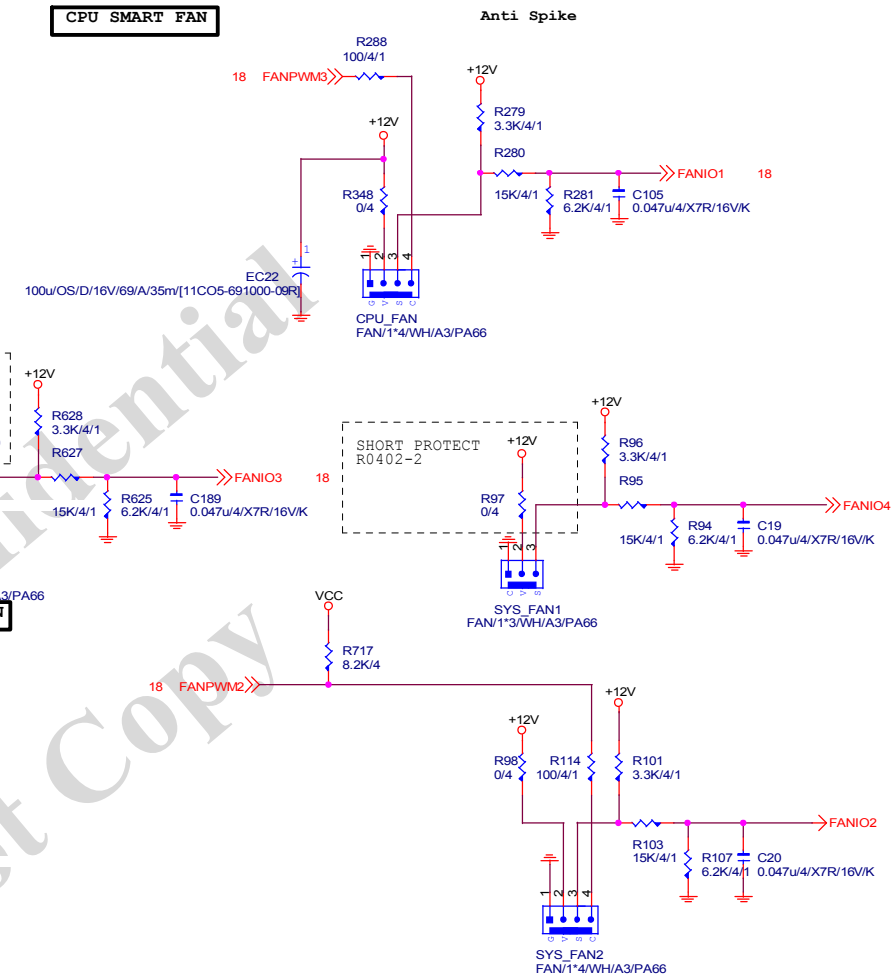 CPU SMART FAN
Anti Spike
R288
100/4/1
18 FANPWM3
+12V
R279
3.3K/4/1
+12V
R280
FANIO1 18
15K/4/1
R281
6.2K/4/1
C105
0.047u/4/X7R/16V/K
R348
0/4
1
+
EC22
100u/OS/D/16V/69/A/35m/[11CO5-691000-09R]
1 2 3 4
G V S C
CPU_FAN
FAN/1*4/WH/A3/PA66
+12V
R628
3.3K/4/1
R627
FANIO3 18
15K/4/1
R625
6.2K/4/1
C189
0.047u/4/X7R/16V/K
SHORT PROTECT
R0402-2
+12V
R97
0/4
+12V
R96
3.3K/4/1
R95
FANIO4
15K/4/1
R94
6.2K/4/1
C19
0.047u/4/X7R/16V/K
1 2 3
C V S
SYS_FAN1
FAN/1*3/WH/A3/PA66
A3/PA66
N
VCC
R717
8.2K/4
18 FANPWM2
+12V
R98
0/4
R114
100/4/1
+12V
R101
3.3K/4/1
FANIO2
R103
15K/4/1
R107
6.2K/4/1
C20
0.047u/4/X7R/16V/K
1 2 3 4
G V S C
SYS_FAN2
FAN/1*4/WH/A3/PA66
nfidential
Copy